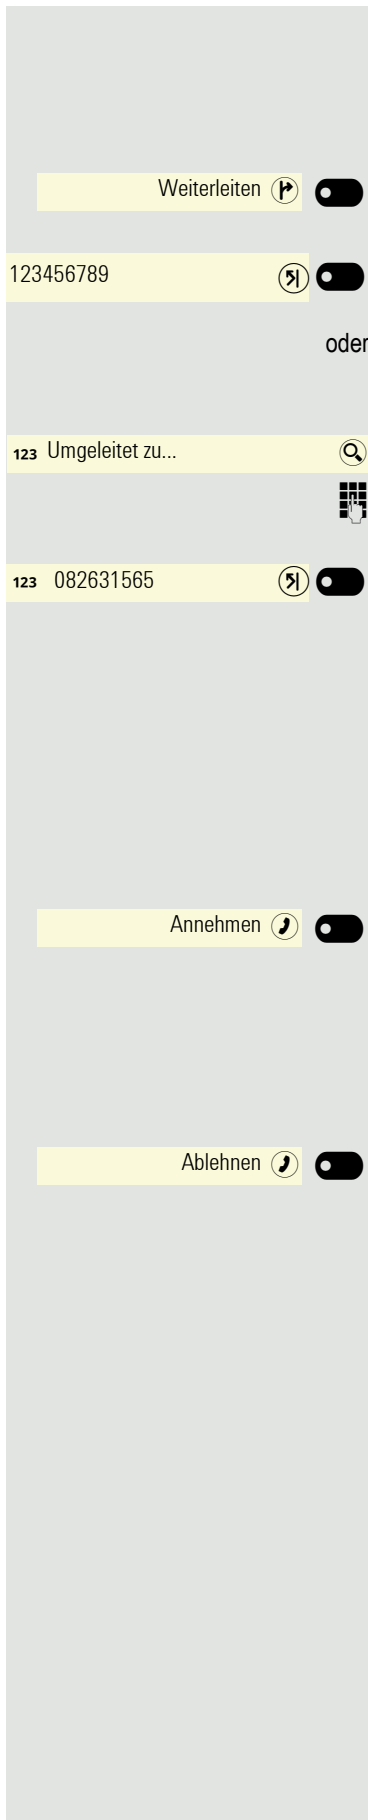 Weiterleiten
123456789
oder
123 Umgeleitet zu...
123 082631565
Annehmen
Ablehnen